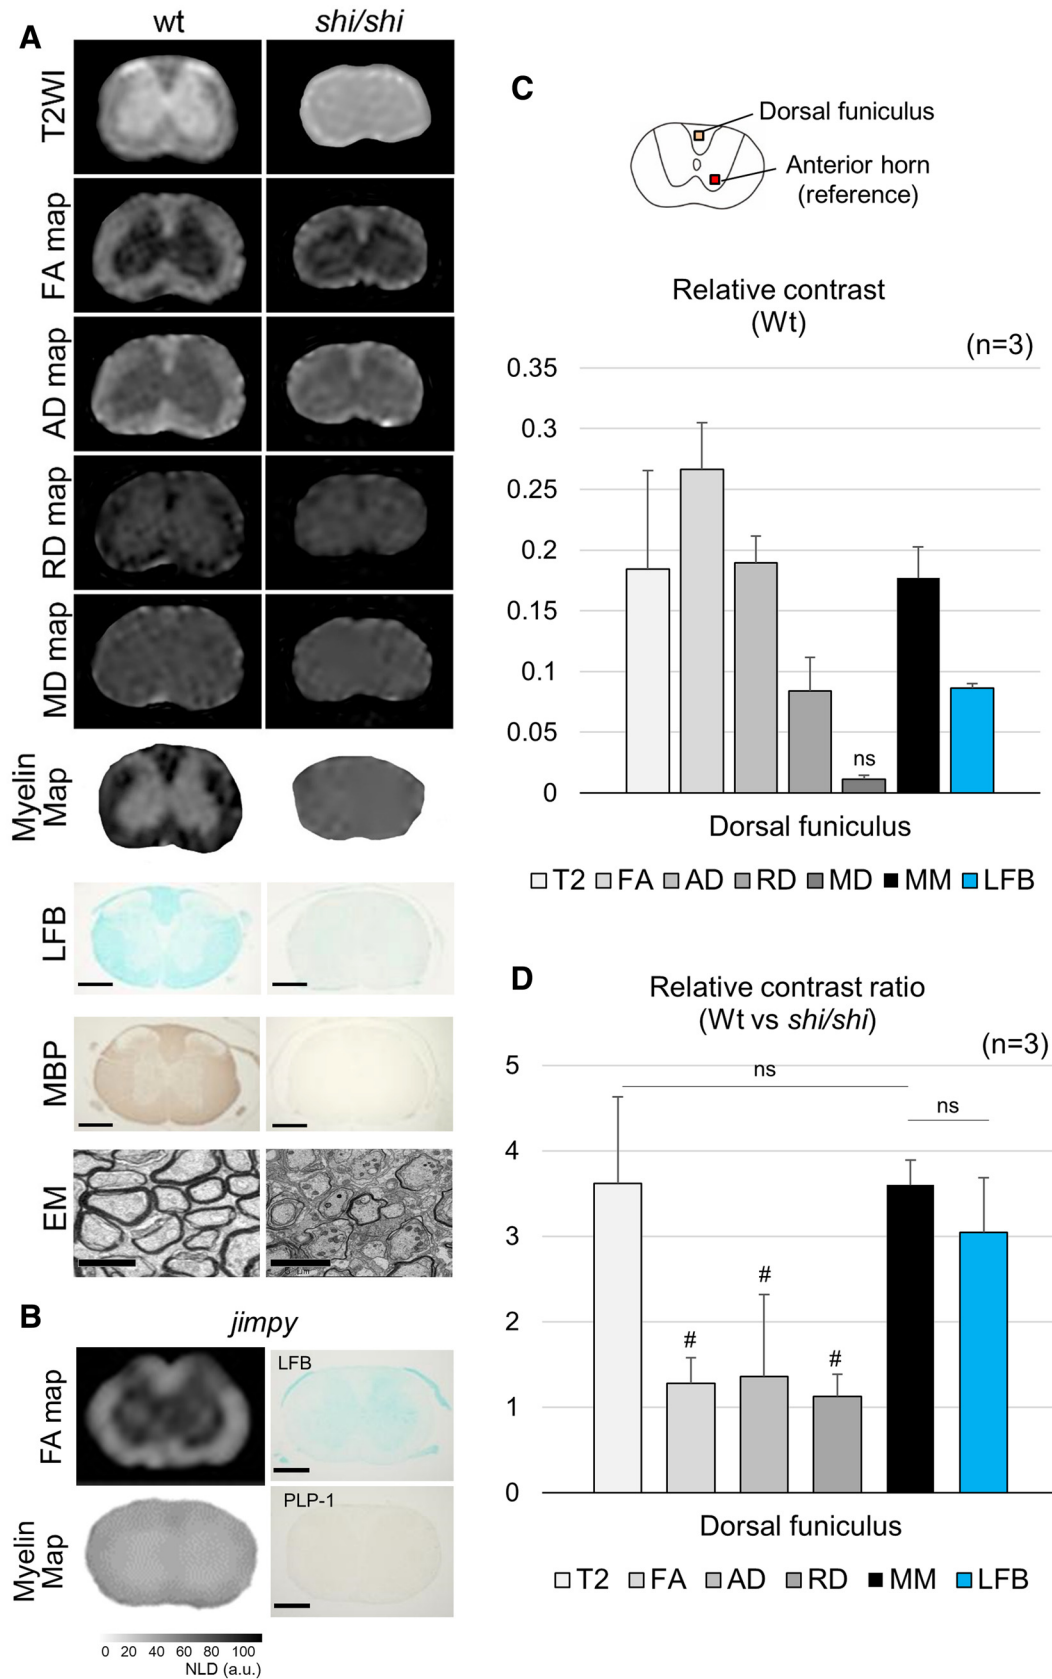 A
wt
shi/shi
T2WI
FA map
AD map
RD map
MD map
Myelin
Map
LFB
MBP
EM
B
jimpy
FA map
LFB
Myelin
Map
PLP-1
0 20 40 60 80 100
NLD (a.u.)
C
Dorsal funiculus
Anterior horn
(reference)
Relative contrast
(Wt)
(n=3)
0.35
0.3
0.25
0.2
0.15
0.1
0.05
0
ns
Dorsal funiculus
T2 FA AD RD MD MM LFB
D
Relative contrast ratio
(Wt vs shi/shi)
(n=3)
5
4
3
2
1
0
ns
ns
#
#
#
Dorsal funiculus
T2 FA AD RD MM LFB